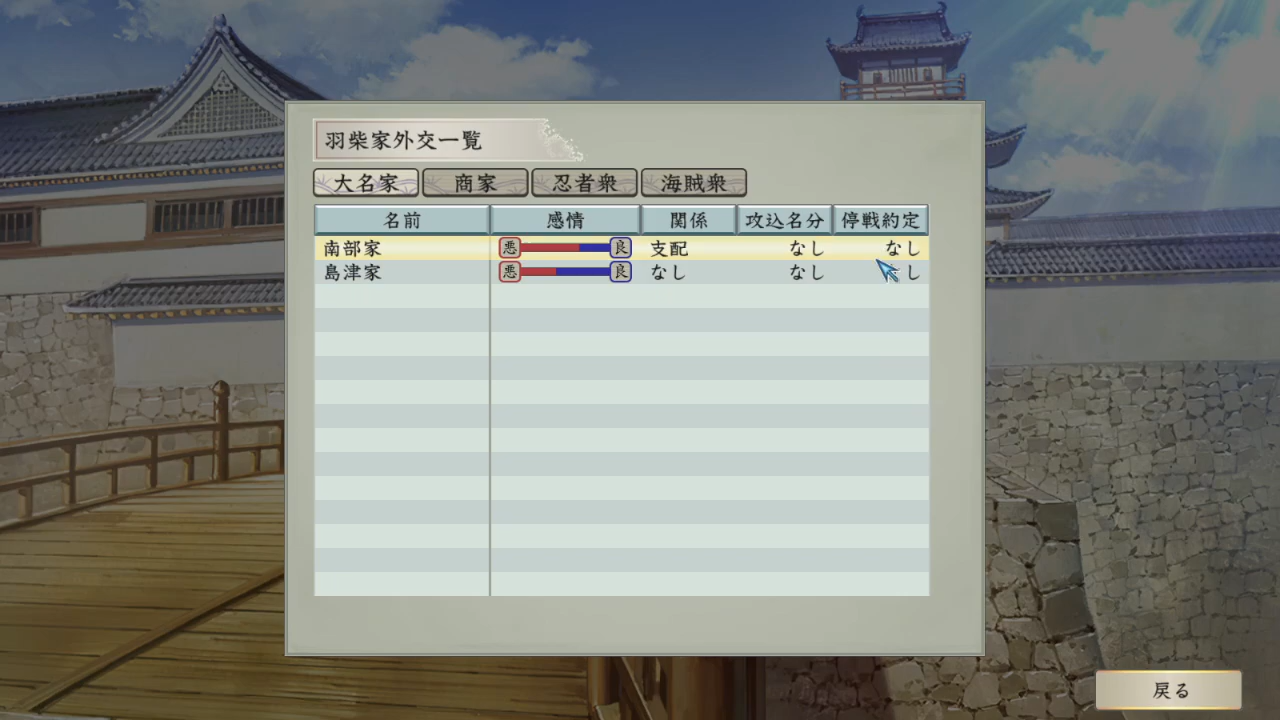 羽柴家外交一覧
大名家 商家 忍者衆 海賊衆
名前 感情 関係 攻込名分 停戦約定
南部家 悪 良 支配 なし なし
島津家 悪 良 なし なし し
戻る